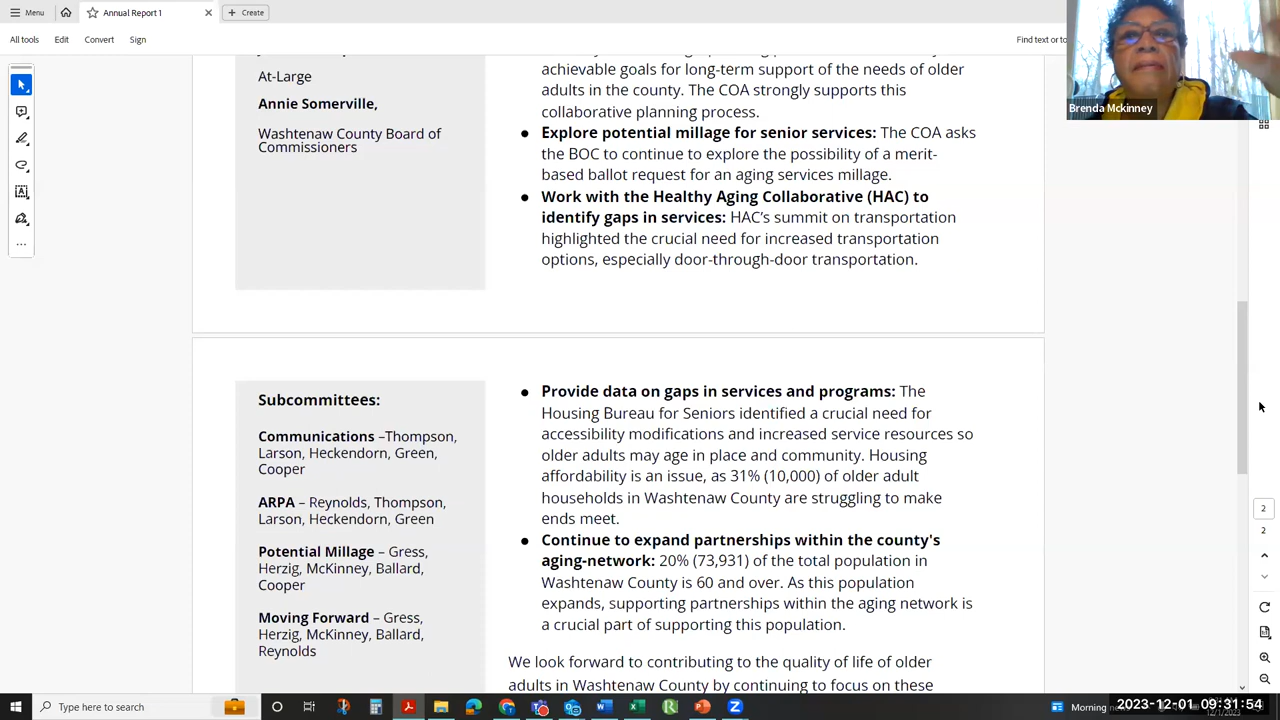 Menu
Annual Report 1
Create
All tools
Edit
Convert
Sign
Find text or to
Brenda Mckinney
At-Large
Annie Somerville,
Washtenaw County Board of
Commissioners
achievable goals for long-term support of the needs of older
adults in the county. The COA strongly supports this
collaborative planning process.
● Explore potential millage for senior services: The COA asks
the BOC to continue to explore the possibility of a merit-
based ballot request for an aging services millage.
● Work with the Healthy Aging Collaborative (HAC) to
identify gaps in services: HAC's summit on transportation
highlighted the crucial need for increased transportation
options, especially door-through-door transportation.
Subcommittees:
Communications –Thompson,
Larson, Heckendorn, Green,
Cooper
ARPA – Reynolds, Thompson,
Larson, Heckendorn, Green
Potential Millage – Gress,
Herzig, McKinney, Ballard,
Cooper
Moving Forward – Gress,
Herzig, McKinney, Ballard,
Reynolds
● Provide data on gaps in services and programs: The
Housing Bureau for Seniors identified a crucial need for
accessibility modifications and increased service resources so
older adults may age in place and community. Housing
affordability is an issue, as 31% (10,000) of older adult
households in Washtenaw County are struggling to make
ends meet.
● Continue to expand partnerships within the county's
aging-network: 20% (73,931) of the total population in
Washtenaw County is 60 and over. As this population
expands, supporting partnerships within the aging network is
a crucial part of supporting this population.
We look forward to contributing to the quality of life of older
adults in Washtenaw County by continuing to focus on these
2
2
Type here to search
Morning
2023-12-01 09:31:54